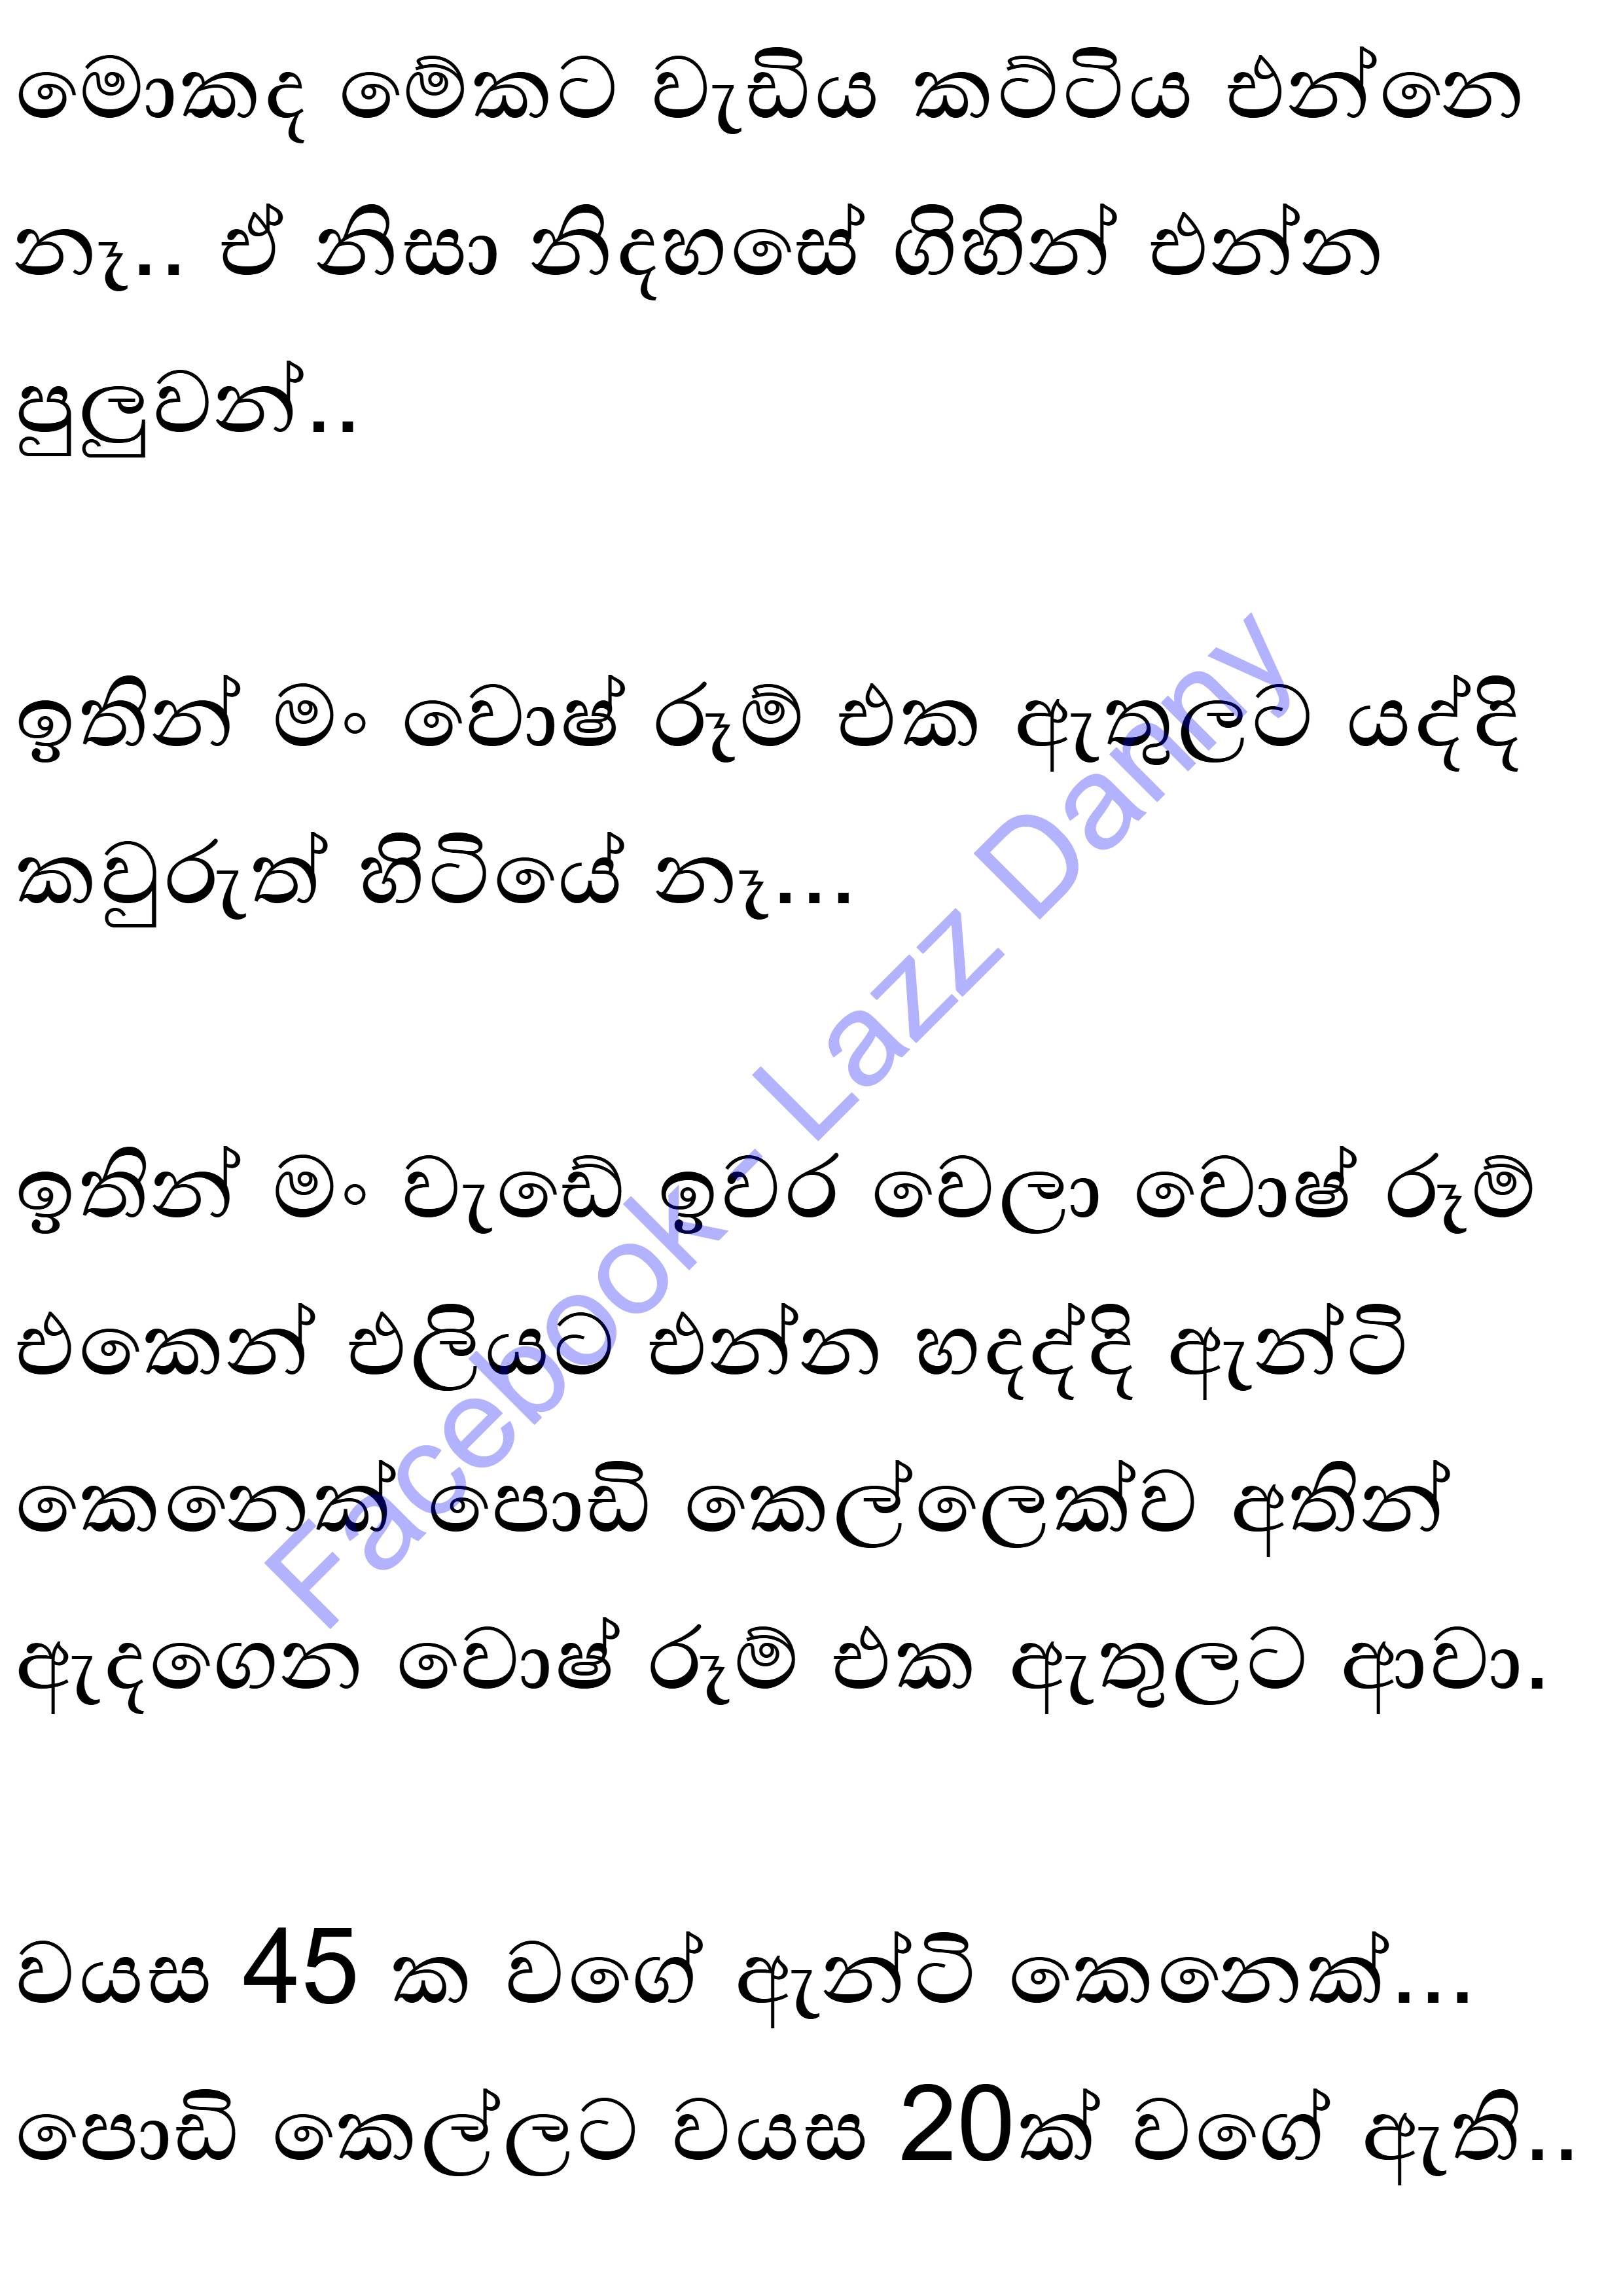 මොකද මේකට වැඩිය කට්ටිය එන්නෙ
නෑ.. ඒ නිසා නිදහසේ ගිහින් එන්න
පුලුවන්..
ඉතින් මං වොෂ් රූම් එක ඇතුලට යද්දි
කවුරුත් හිටියේ නෑ...
ඉතින් මං වැඩේ ඉවර වෙලා වොෂ් රූම්
එකෙන් එලියට එන්න හදද්දි ඇන්ටි
කෙනෙක් පොඩි කෙල්ලෙක්ව අතින්
ඇදගෙන වොෂ් රූම් එක ඇතුලට ආවා.
වයස 45 ක වගේ ඇන්ටි කෙනෙක්...
පොඩි කෙල්ලට වයස 20ක් වගේ ඇති..
Facebook - Lazz Danny